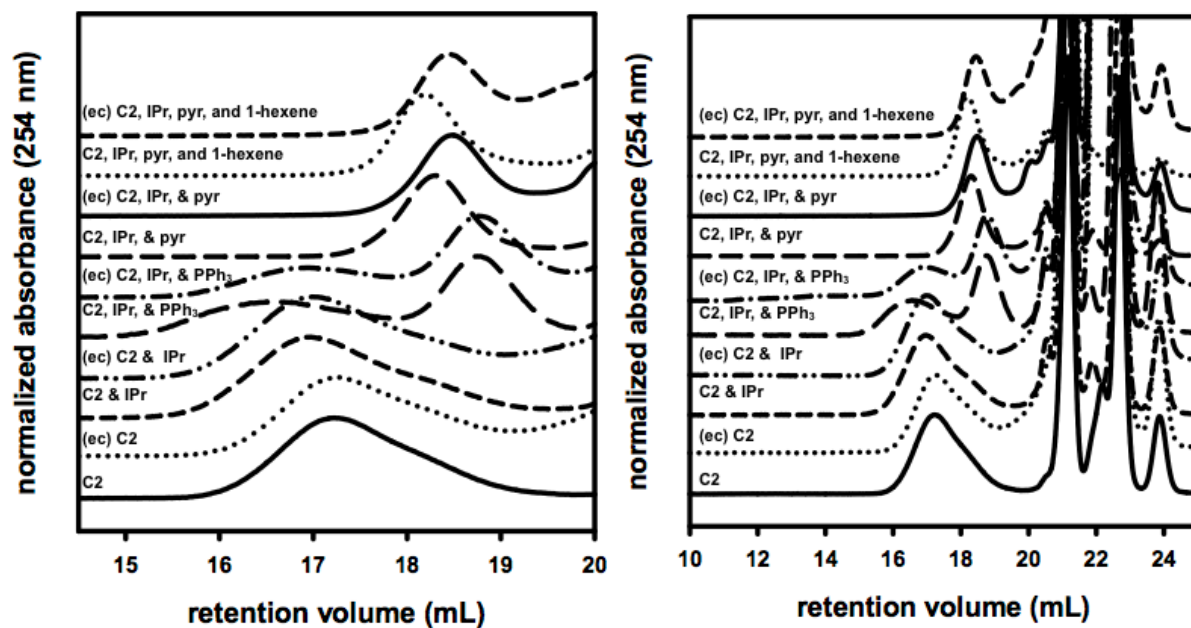 normalized absorbance (254 nm)
(ec) C2, IPr, pyr, and 1-hexene
C2, IPr, pyr, and 1-hexene
(ec) C2, IPr, & pyr
C2, IPr, & pyr
(ec) C2, IPr, & PPh₃
C2, IPr, & PPh₃
(ec) C2 & IPr
C2 & IPr
(ec) C2
C2
15 16 17 18 19 20
retention volume (mL)
normalized absorbance (254 nm)
(ec) C2, IPr, pyr, and 1-hexene
C2, IPr, pyr, and 1-hexene
(ec) C2, IPr, & pyr
C2, IPr, & pyr
(ec) C2, IPr, & PPh₃
C2, IPr, & PPh₃
(ec) C2 & IPr
C2 & IPr
(ec) C2
C2
10 12 14 16 18 20 22 24
retention volume (mL)